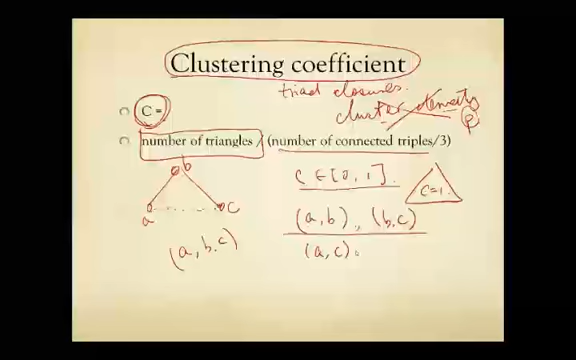 Clustering coefficient
triad closures.
cluster density
C =
number of triangles / (number of connected triples/3)
b
C ∈ [0, 1].
C=1.
a
c
(a, b), (b, c)
(a, b, c)
(a, c).